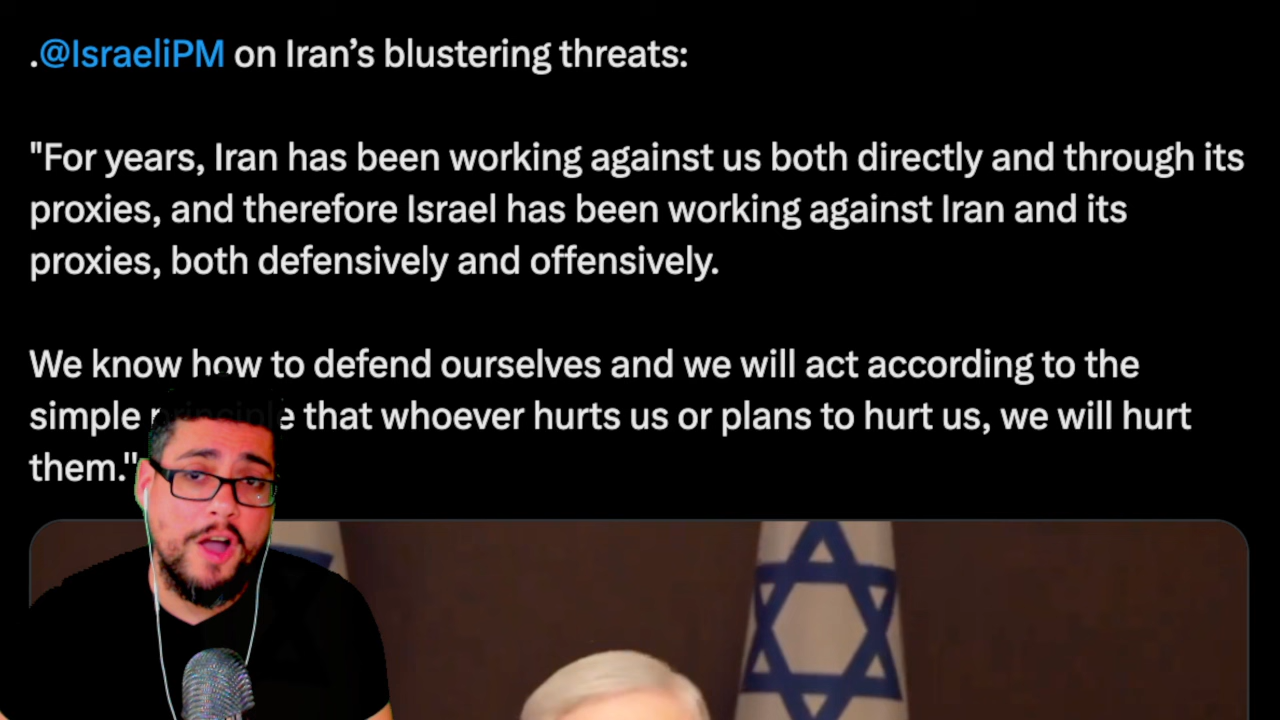 .@IsraeliPM on Iran’s blustering threats:
"For years, Iran has been working against us both directly and through its
proxies, and therefore Israel has been working against Iran and its
proxies, both defensively and offensively.
We know how to defend ourselves and we will act according to the
simple principle that whoever hurts us or plans to hurt us, we will hurt
them."